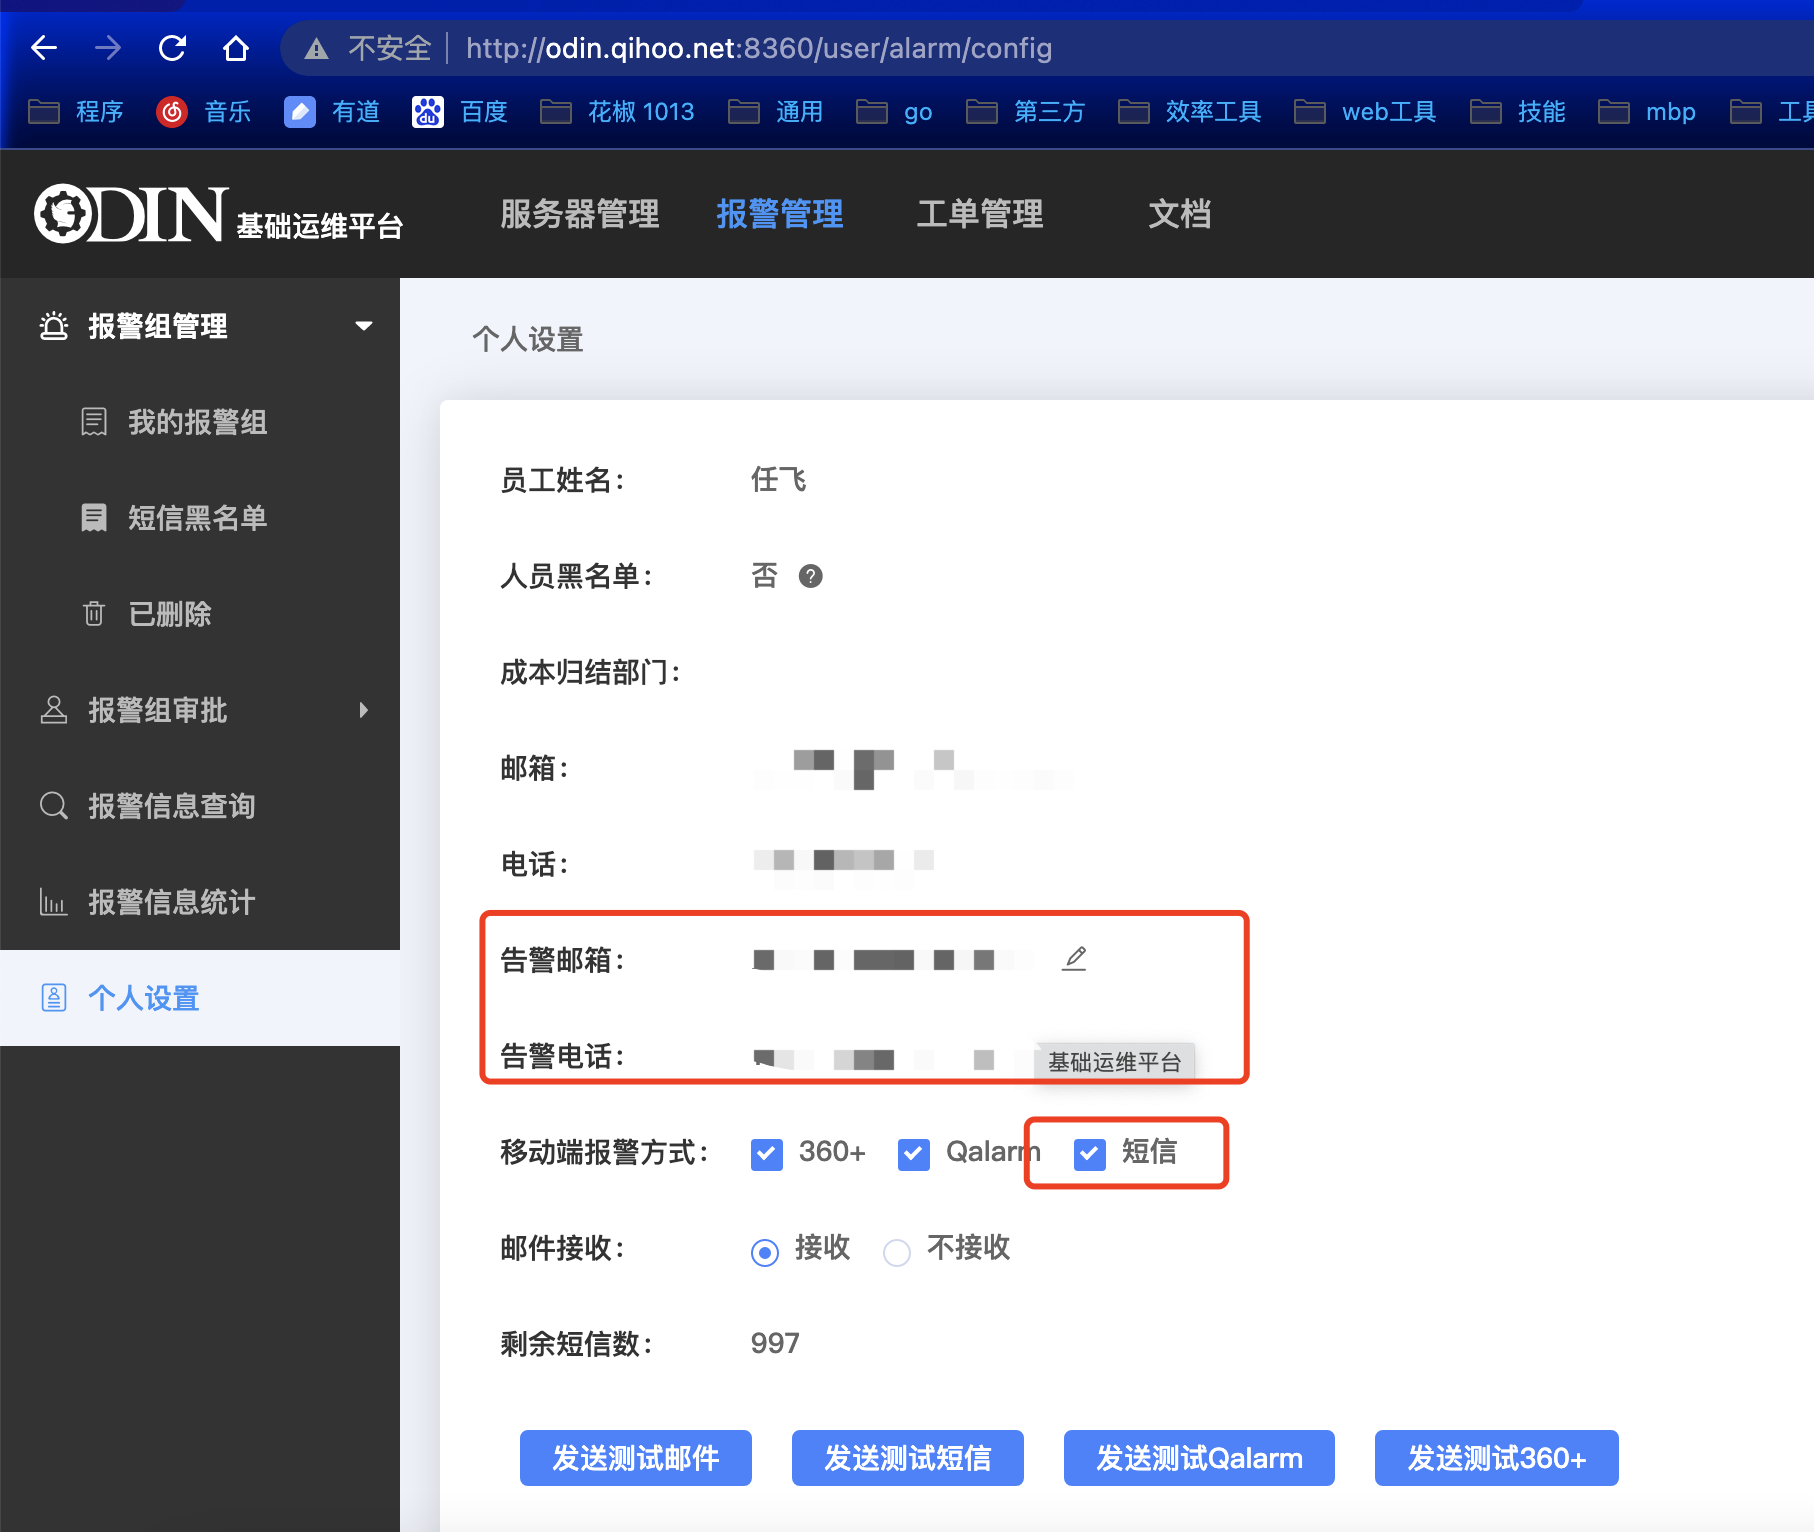 不安全 http://odin.qihoo.net:8360/user/alarm/config
程序 音乐 有道 百度 花椒 1013 通用 go 第三方 效率工具 web工具 技能 mbp 工具
ODIN 基础运维平台 服务器管理 报警管理 工单管理 文档
报警组管理
我的报警组
短信黑名单
已删除
报警组审批
报警信息查询
报警信息统计
个人设置
个人设置
员工姓名: 任飞
人员黑名单: 否
成本归结部门:
邮箱:
电话:
告警邮箱:
告警电话: 基础运维平台
移动端报警方式: 360+ Qalarm 短信
邮件接收: 接收 不接收
剩余短信数: 997
发送测试邮件 发送测试短信 发送测试Qalarm 发送测试360+